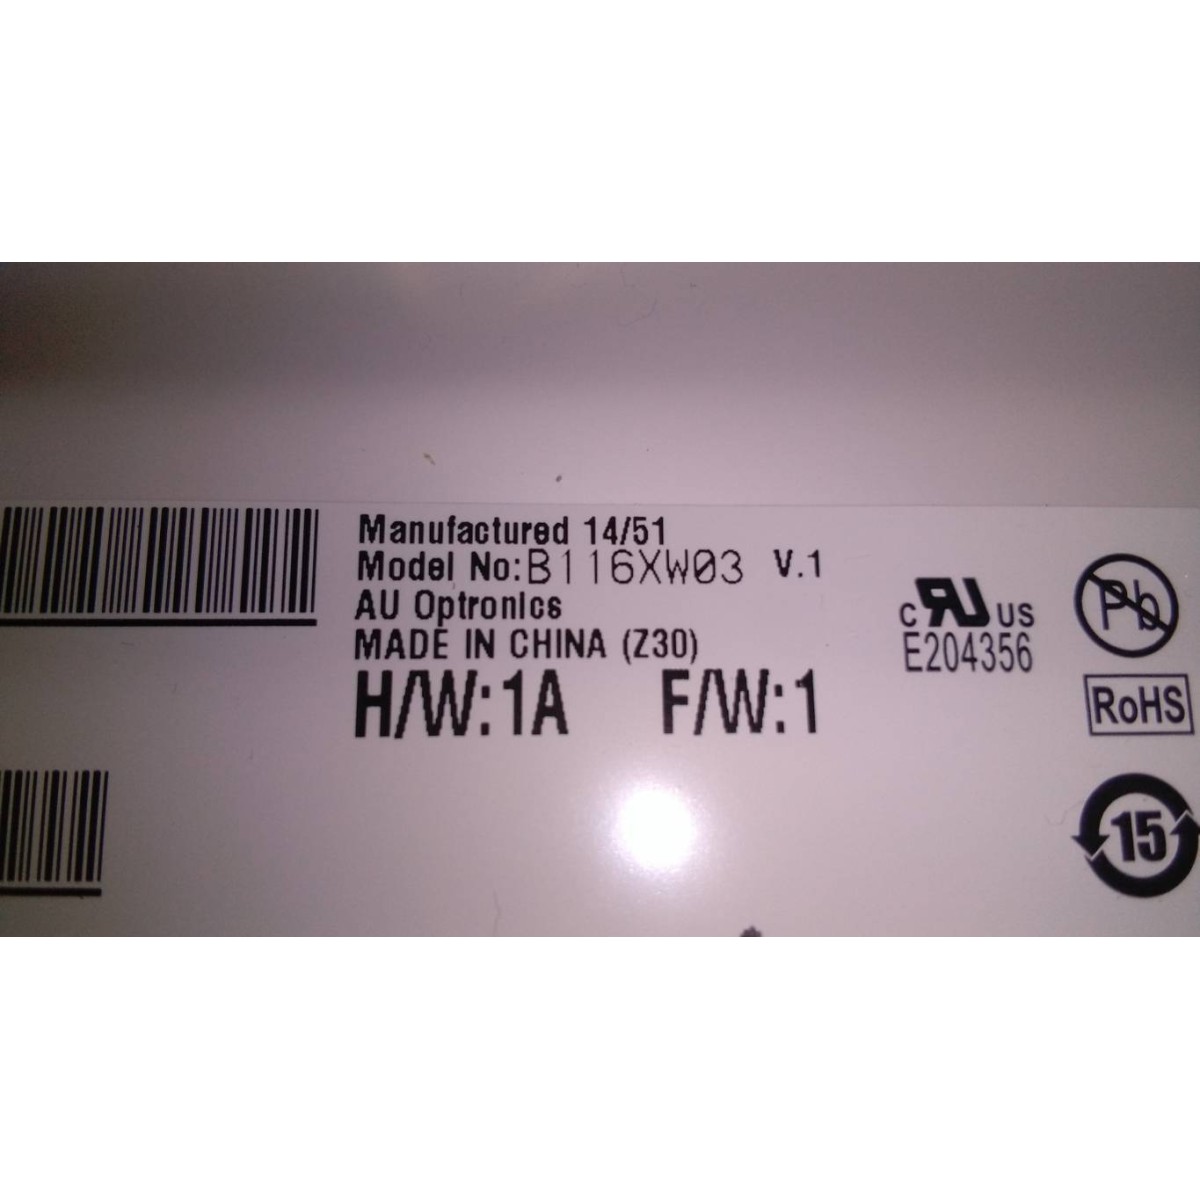 Manufactured 14/51
Model No:B116XW03 V.1
AU Optronics
MADE IN CHINA (Z30)
H/W:1A F/W:1
c RU US
E204356
Pb
RoHS
15